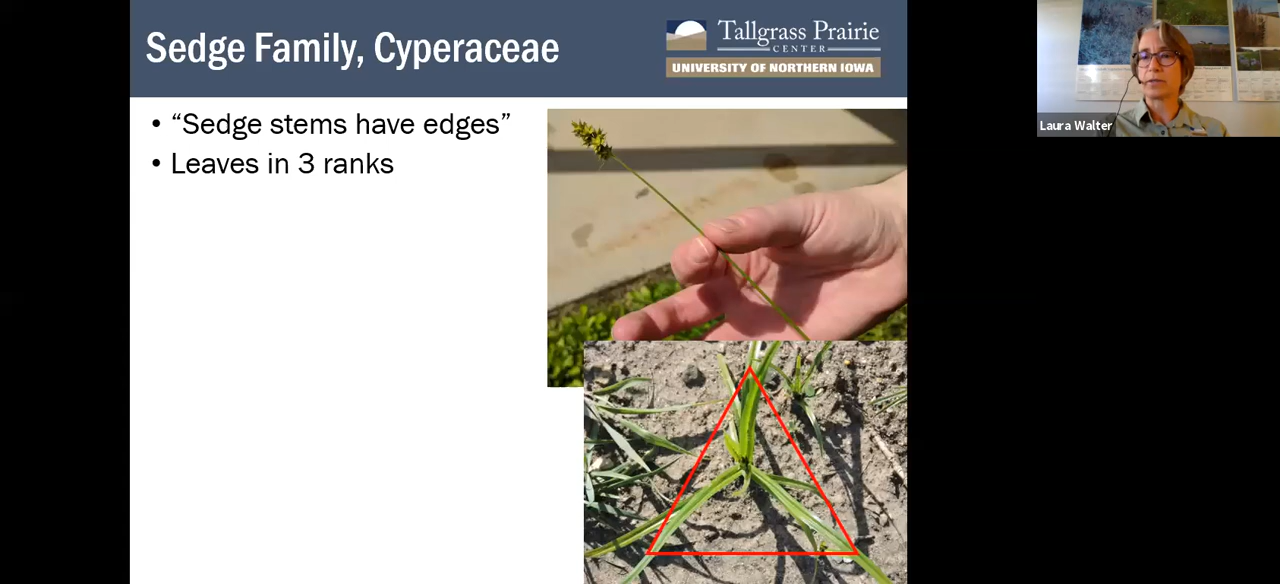 Sedge Family, Cyperaceae
Tallgrass Prairie
CENTER
UNIVERSITY OF NORTHERN IOWA
• “Sedge stems have edges”
• Leaves in 3 ranks
Laura Walter